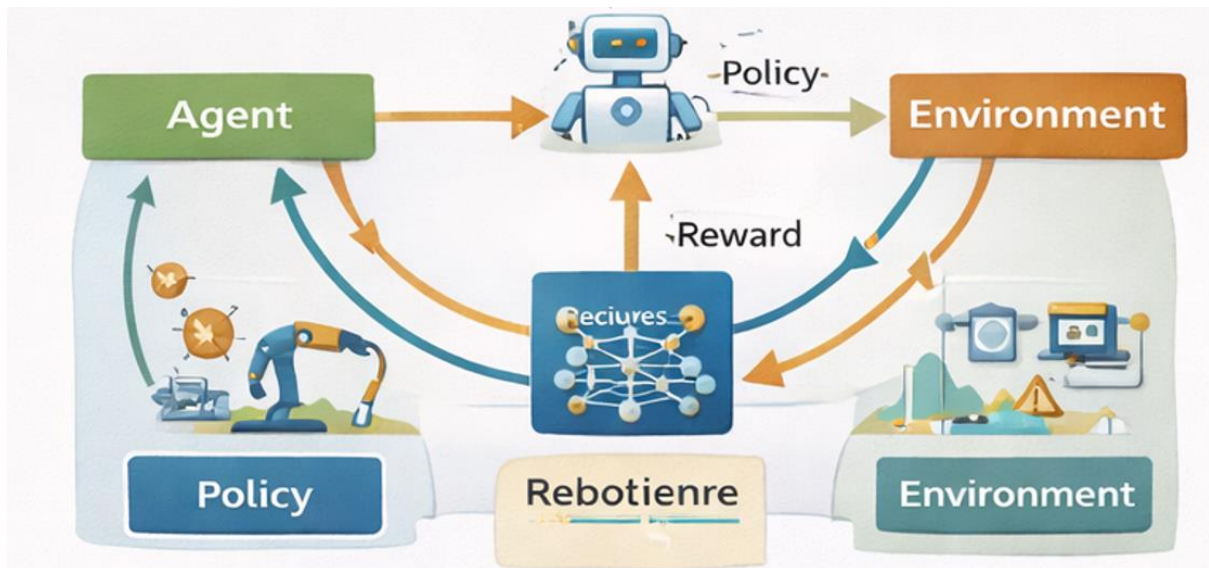 Policy
Agent
Environment
Reward
Reciures
Policy
Rebotienre
Environment